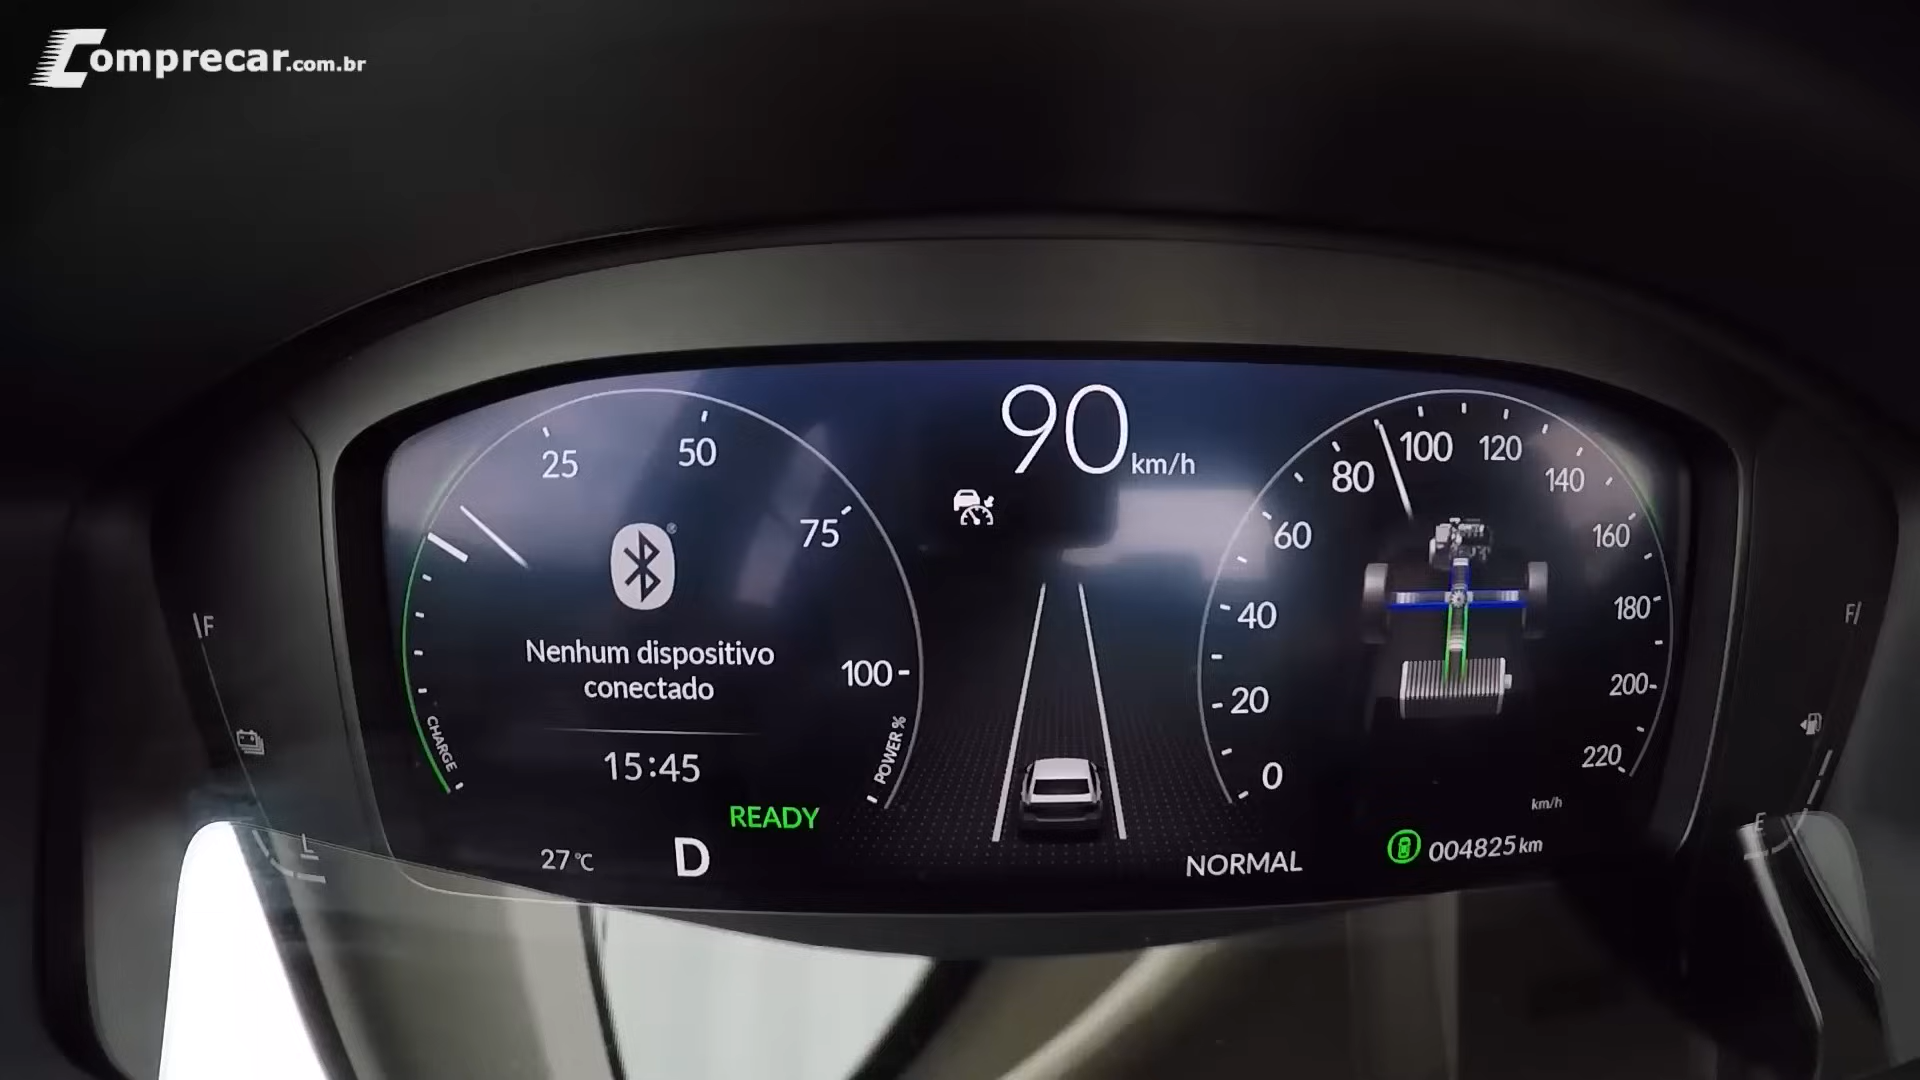 Comprecar.com.br
90 km/h
25
50
75
100
CHARGE
POWER %
Nenhum dispositivo
conectado
15:45
READY
27 °C
D
0
20
40
60
80
100
120
140
160
180
200
220
km/h
NORMAL
004825 km
F
L
F
E